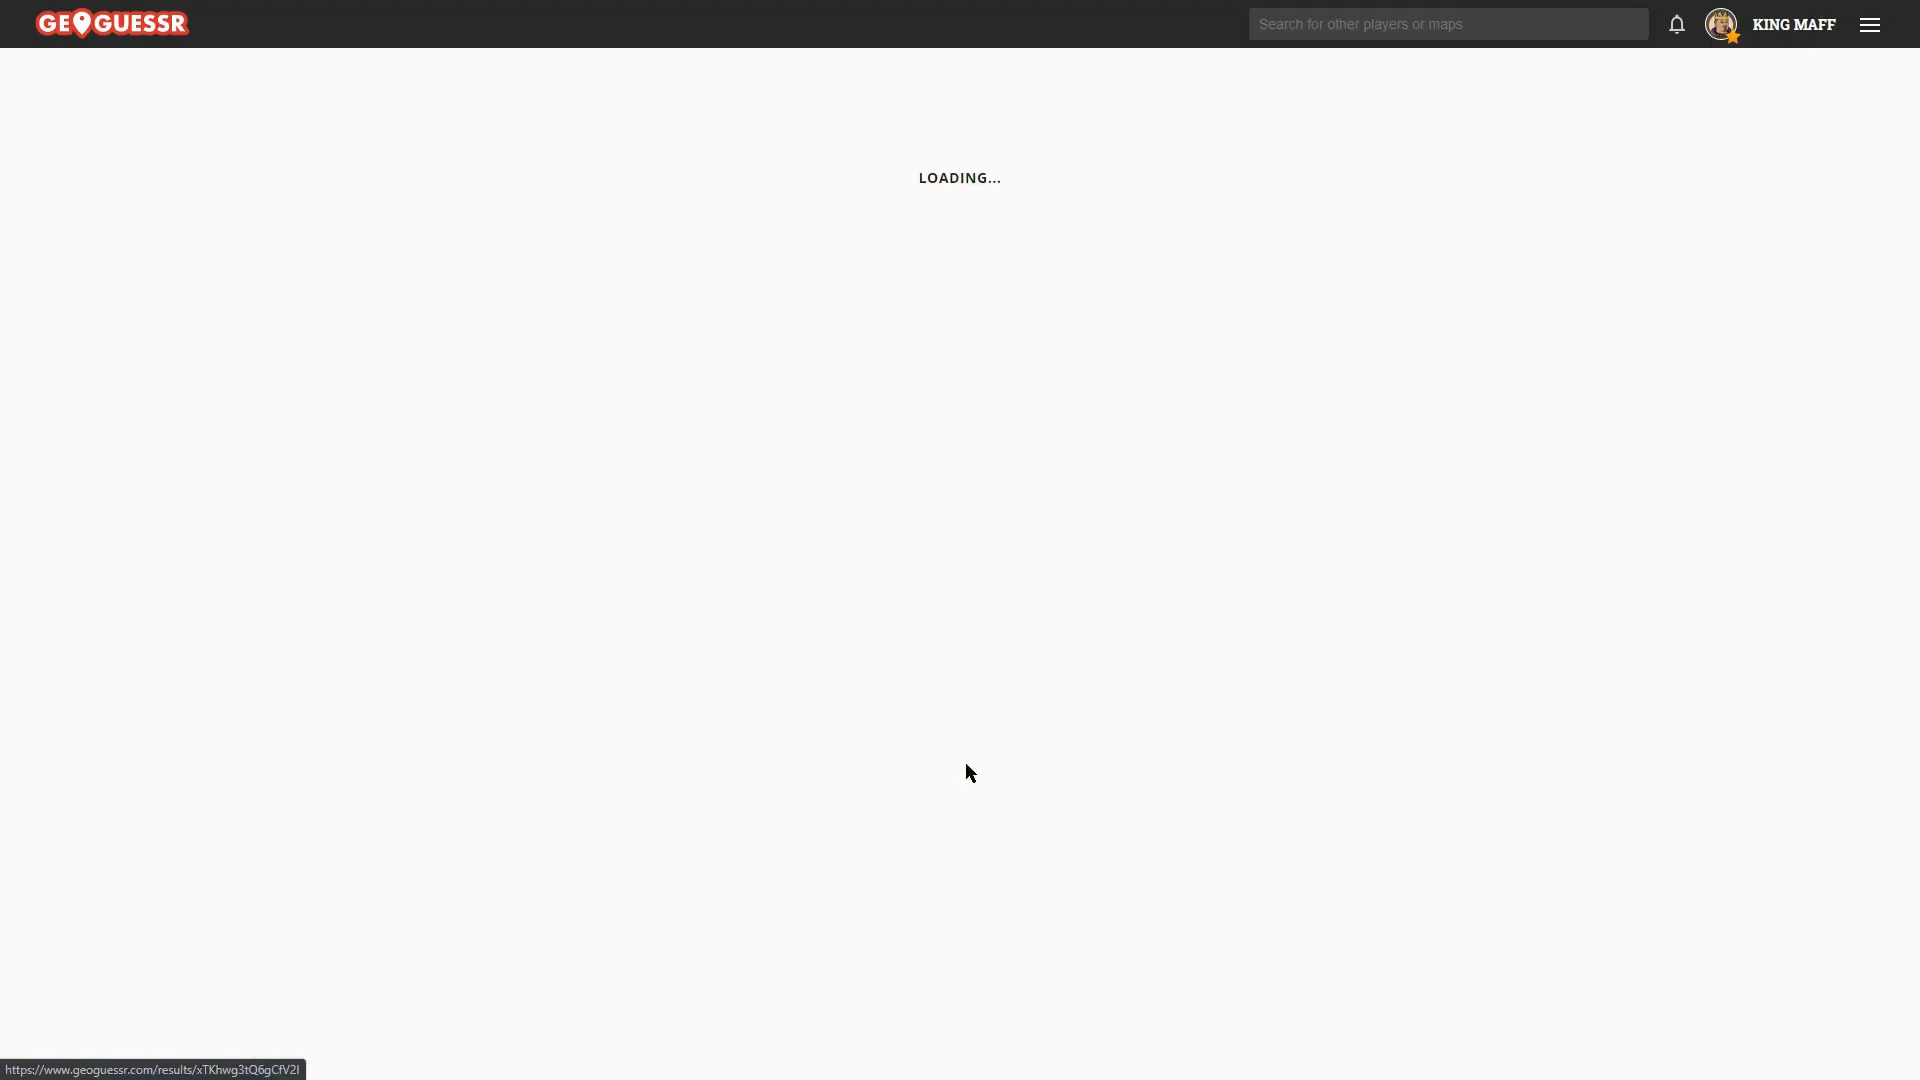 GEOGUESSR
Search for other players or maps
KING MAFF
LOADING...
https://www.geoguessr.com/results/xTKhwg3tQ6gCfV2I